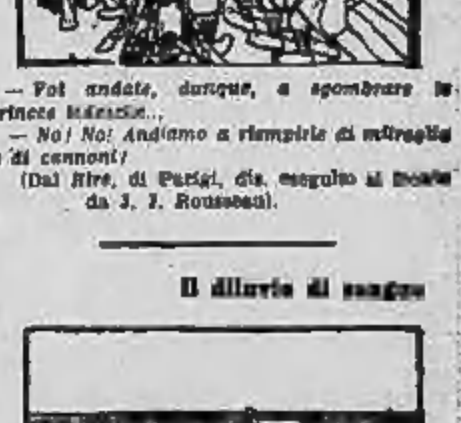 — Voi andate, dunque, a sgombrare le
trincee tedesche..,
— No! No! Andiamo a riempirle di mitraglia
di cannoni!
(Dal Rire, di Parigi, dis. eseguito al fronte
da J. J. Rousseau).
Il diluvio di sangue